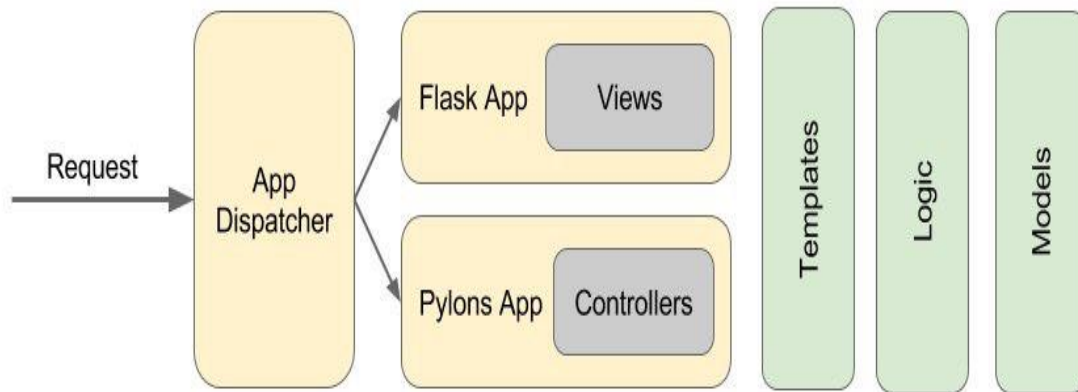 Request
App
Dispatcher
Flask App
Views
Pylons App
Controllers
Templates
Logic
Models